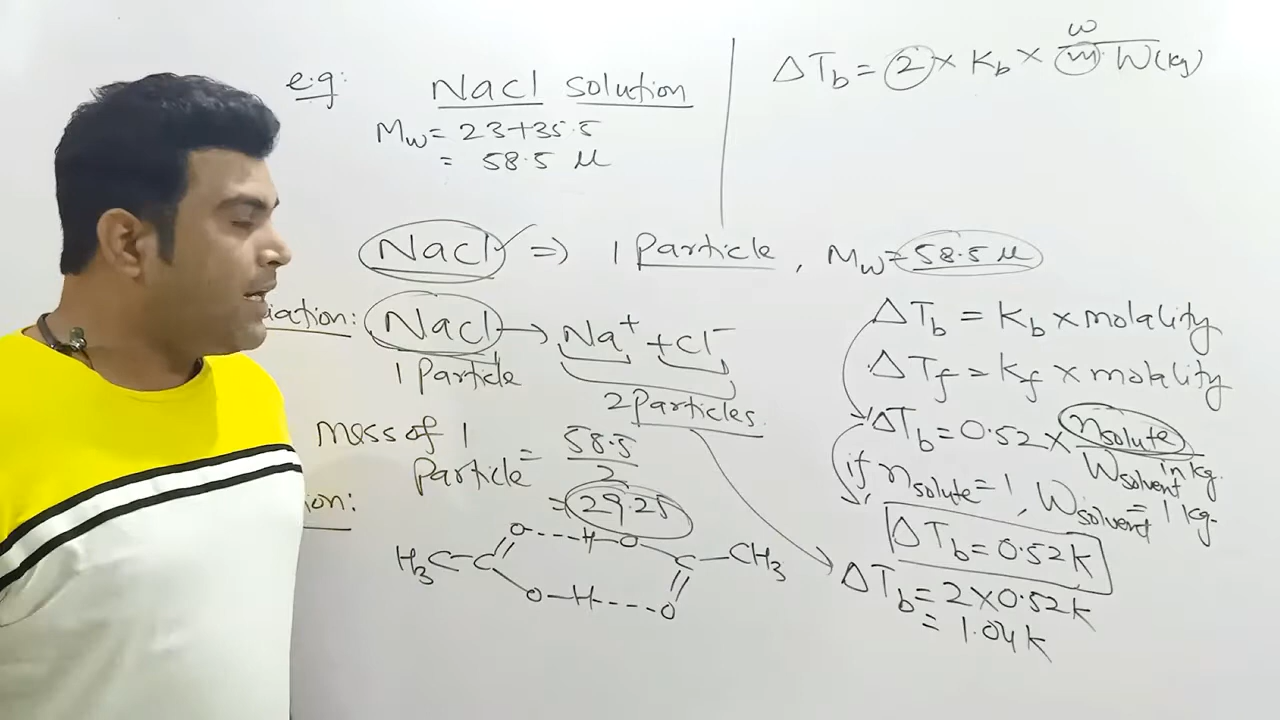 e.g:
NaCl solution
Mw = 23+35.5
= 58.5 u
ΔTb = 2 × Kb × w / m · W(kg)
NaCl ⇒ 1 Particle, Mw = 58.5 u
iation: NaCl → Na+ + Cl-
1 Particle
2 Particles.
Mass of 1 Particle = 58.5 / 2
= 29.25
ion:
H3C-C O---H-O C-CH3
O-H---O
ΔTb = Kb × molality
ΔTf = Kf × molality
ΔTb = 0.52 × nsolute / Wsolvent in kg.
if nsolute = 1, Wsolvent = 1 kg.
ΔTb = 0.52 K
ΔTb = 2×0.52 K
= 1.04 K